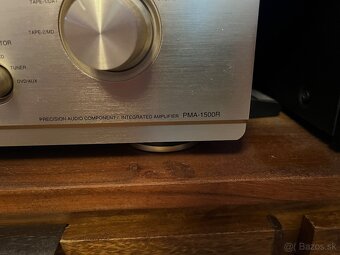 TAPE-2/MD
TUNER
DVD/AUX
PRECISION AUDIO COMPONENT / INTEGRATED AMPLIFIER PMA-1500R
Bazos.sk